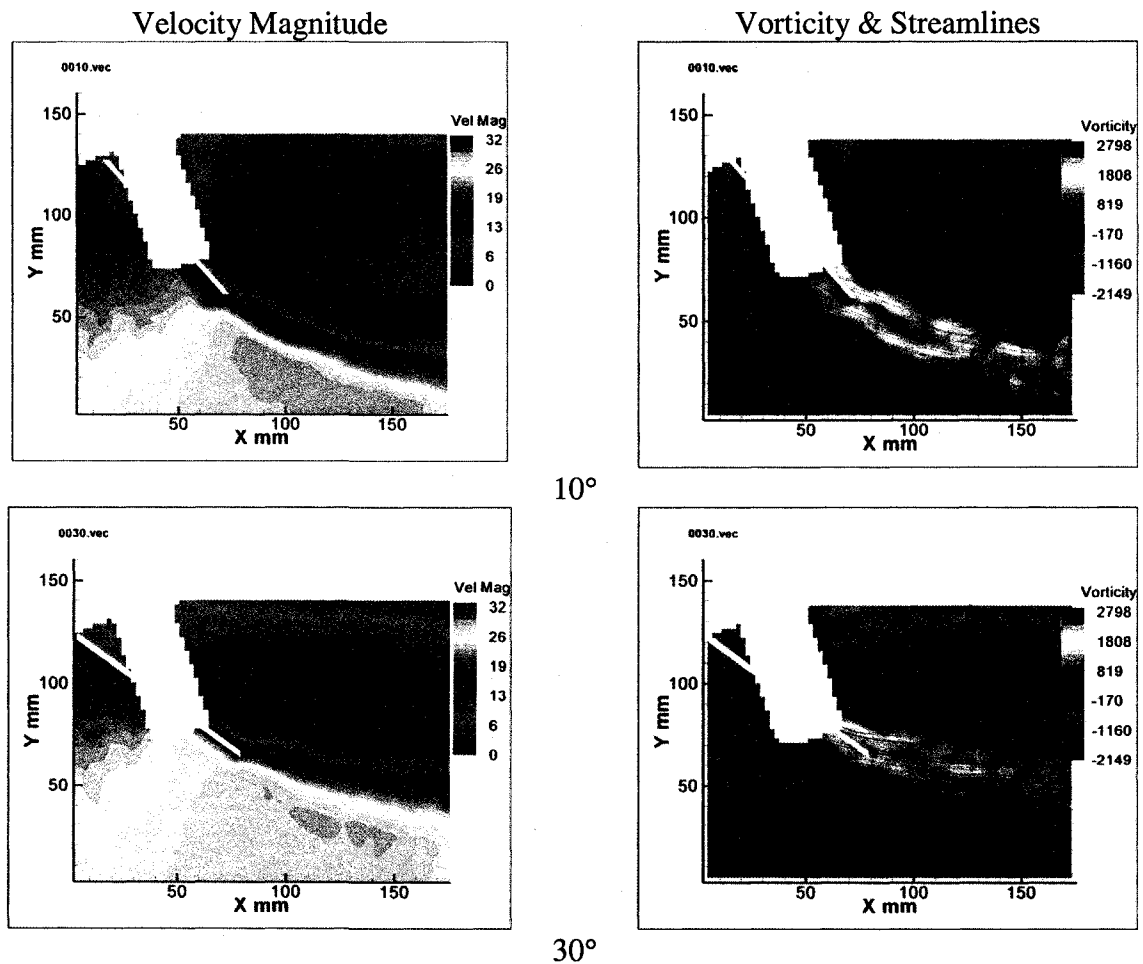 Velocity Magnitude
Vorticity & Streamlines
0010.vec
150
100
50
Y mm
50
100
150
X mm
Vel Mag
32
26
19
13
6
0
0010.vec
150
100
50
Y mm
50
100
150
X mm
Vorticity
2798
1808
819
-170
-1160
-2149
10°
0030.vec
150
100
50
Y mm
50
100
150
X mm
Vel Mag
32
26
19
13
6
0
0030.vec
150
100
50
Y mm
50
100
150
X mm
Vorticity
2798
1808
819
-170
-1160
-2149
30°